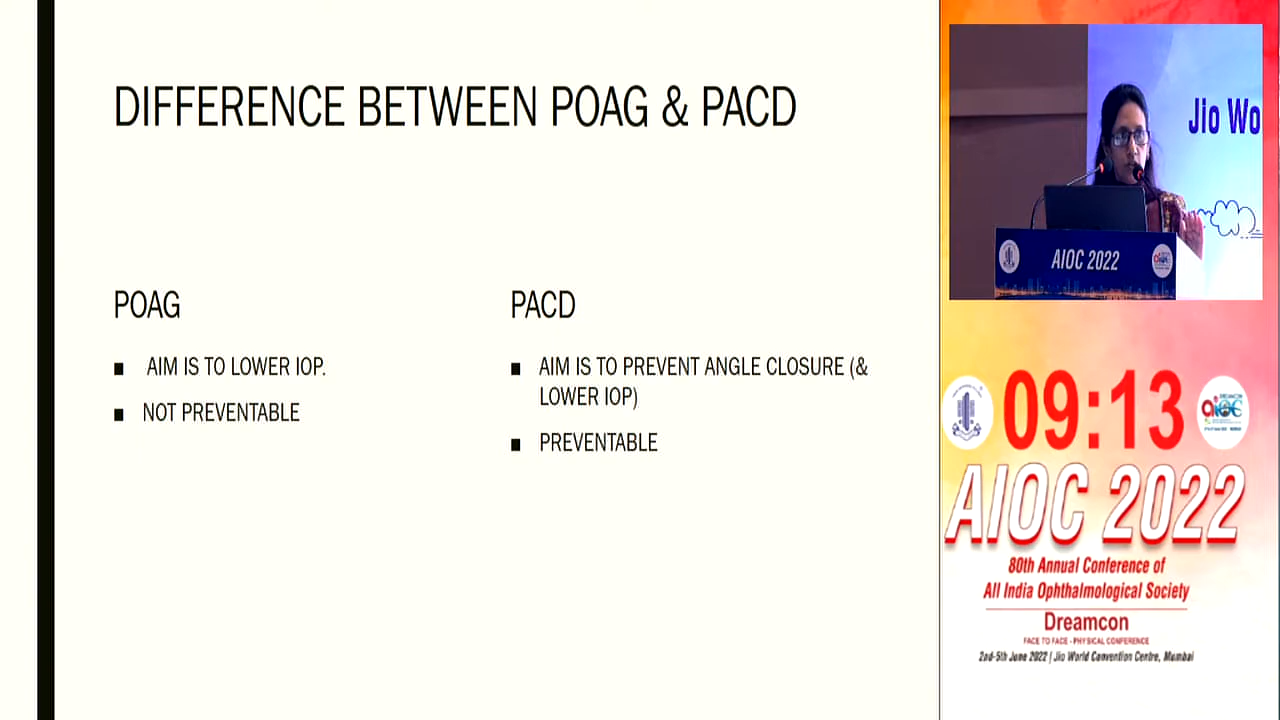 DIFFERENCE BETWEEN POAG & PACD
POAG
■ AIM IS TO LOWER IOP.
■ NOT PREVENTABLE
PACD
■ AIM IS TO PREVENT ANGLE CLOSURE (&
LOWER IOP)
■ PREVENTABLE
Jio Wo
AIOC 2022
09:13
AIOC 2022
80th Annual Conference of
All India Ophthalmological Society
Dreamcon
FACE TO FACE - PHYSICAL CONFERENCE
2nd-5th June 2022 | Jio World Convention Centre, Mumbai